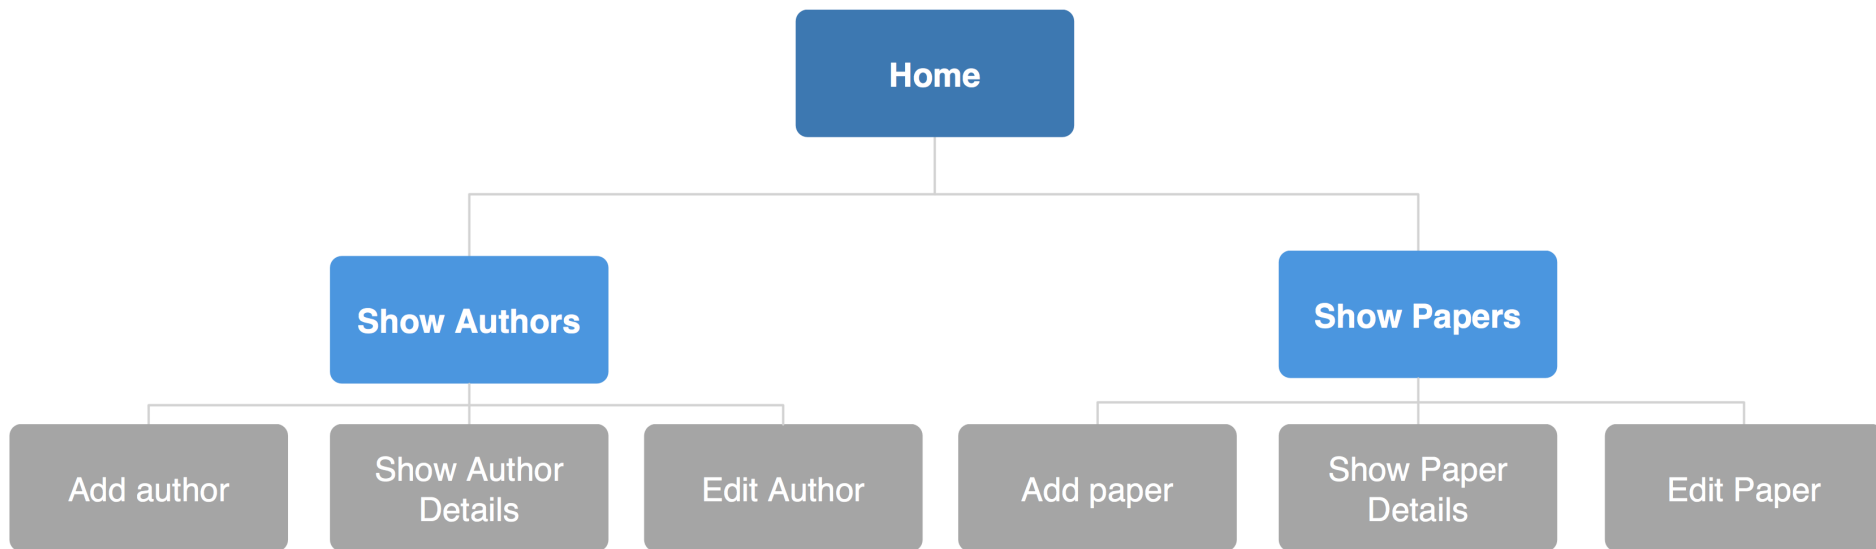 Home
Show Authors
Show Papers
Add author
Show Author
Details
Edit Author
Add paper
Show Paper
Details
Edit Paper